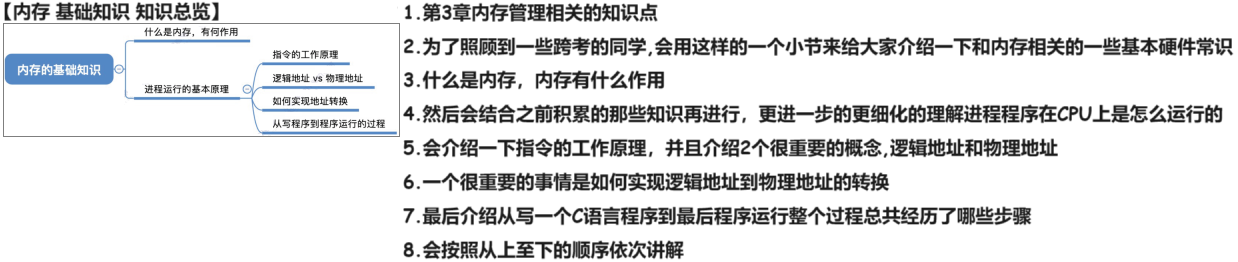 【内存 基础知识 知识总览】
什么是内存，有何作用
内存的基础知识
指令的工作原理
逻辑地址 vs 物理地址
进程运行的基本原理
如何实现地址转换
从写程序到程序运行的过程
1.第3章内存管理相关的知识点
2.为了照顾到一些跨考的同学,会用这样的一个小节来给大家介绍一下和内存相关的一些基本硬件常识
3.什么是内存，内存有什么作用
4.然后会结合之前积累的那些知识再进行，更进一步的更细化的理解进程程序在CPU上是怎么运行的
5.会介绍一下指令的工作原理，并且介绍2个很重要的概念,逻辑地址和物理地址
6.一个很重要的事情是如何实现逻辑地址到物理地址的转换
7.最后介绍从写一个C语言程序到最后程序运行整个过程总共经历了哪些步骤
8.会按照从上至下的顺序依次讲解